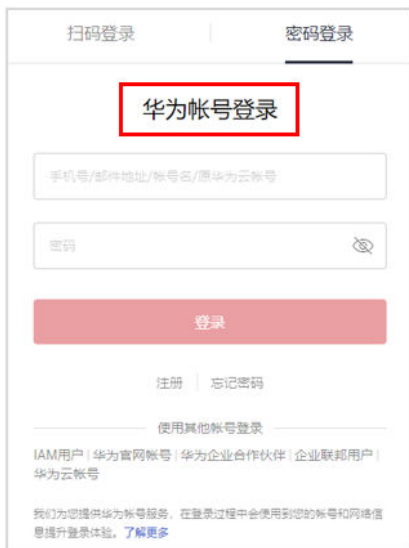 扫码登录 密码登录
华为帐号登录
手机号/邮件地址/帐号名/原华为云帐号
密码
登录
注册 忘记密码
使用其他帐号登录
IAM用户 | 华为官网帐号 | 华为企业合作伙伴 | 企业联邦用户 |
华为云帐号
我们为您提供华为帐号服务，在登录过程中会使用到您的帐号和网络信
息提升登录体验。了解更多